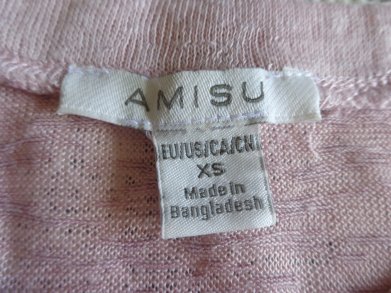 AMISU
EU/US/CA/CN
XS
Made in
Bangladesh